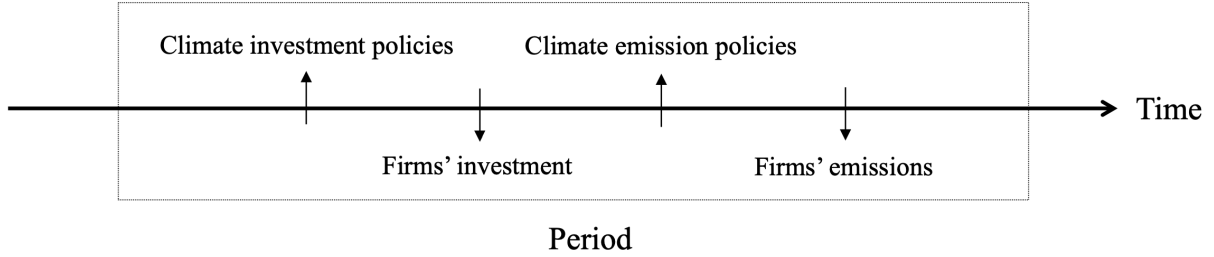 Climate investment policies
Climate emission policies
Time
Firms’ investment
Firms’ emissions
Period